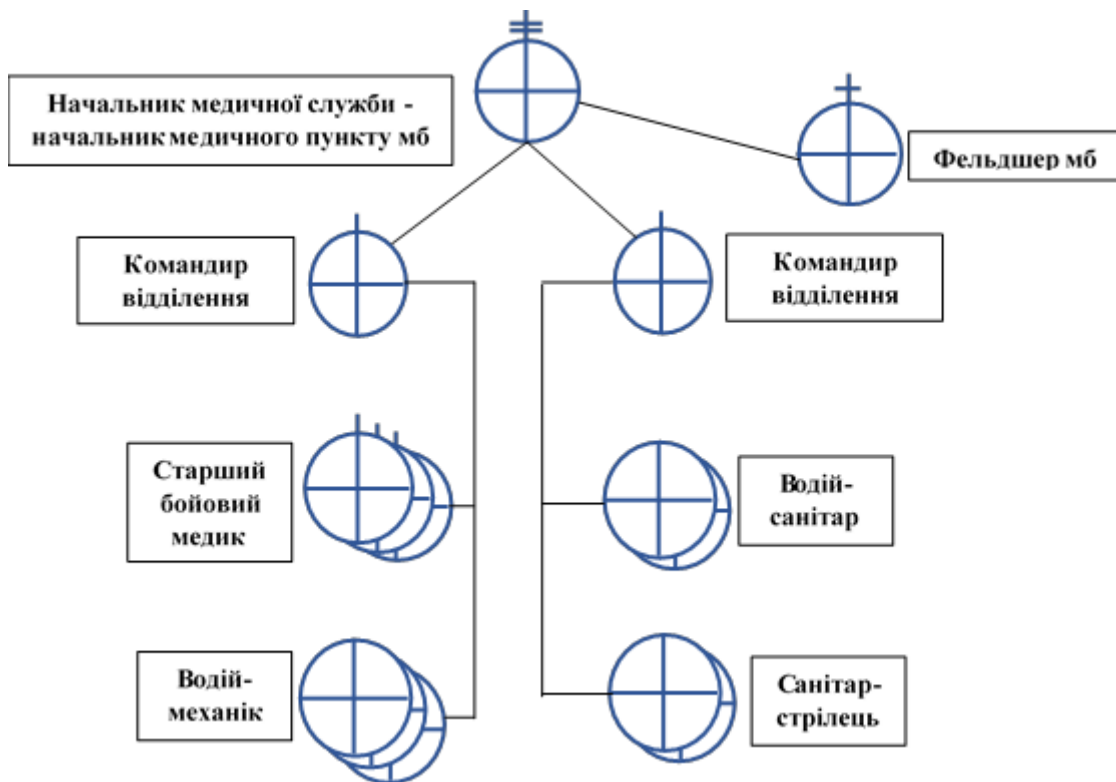 Начальник медичної служби -
начальник медичного пункту мб
Фельдшер мб
Командир
відділення
Командир
відділення
Старший
бойовий
медик
Водій-
санітар
Водій-
механік
Санітар-
стрілець